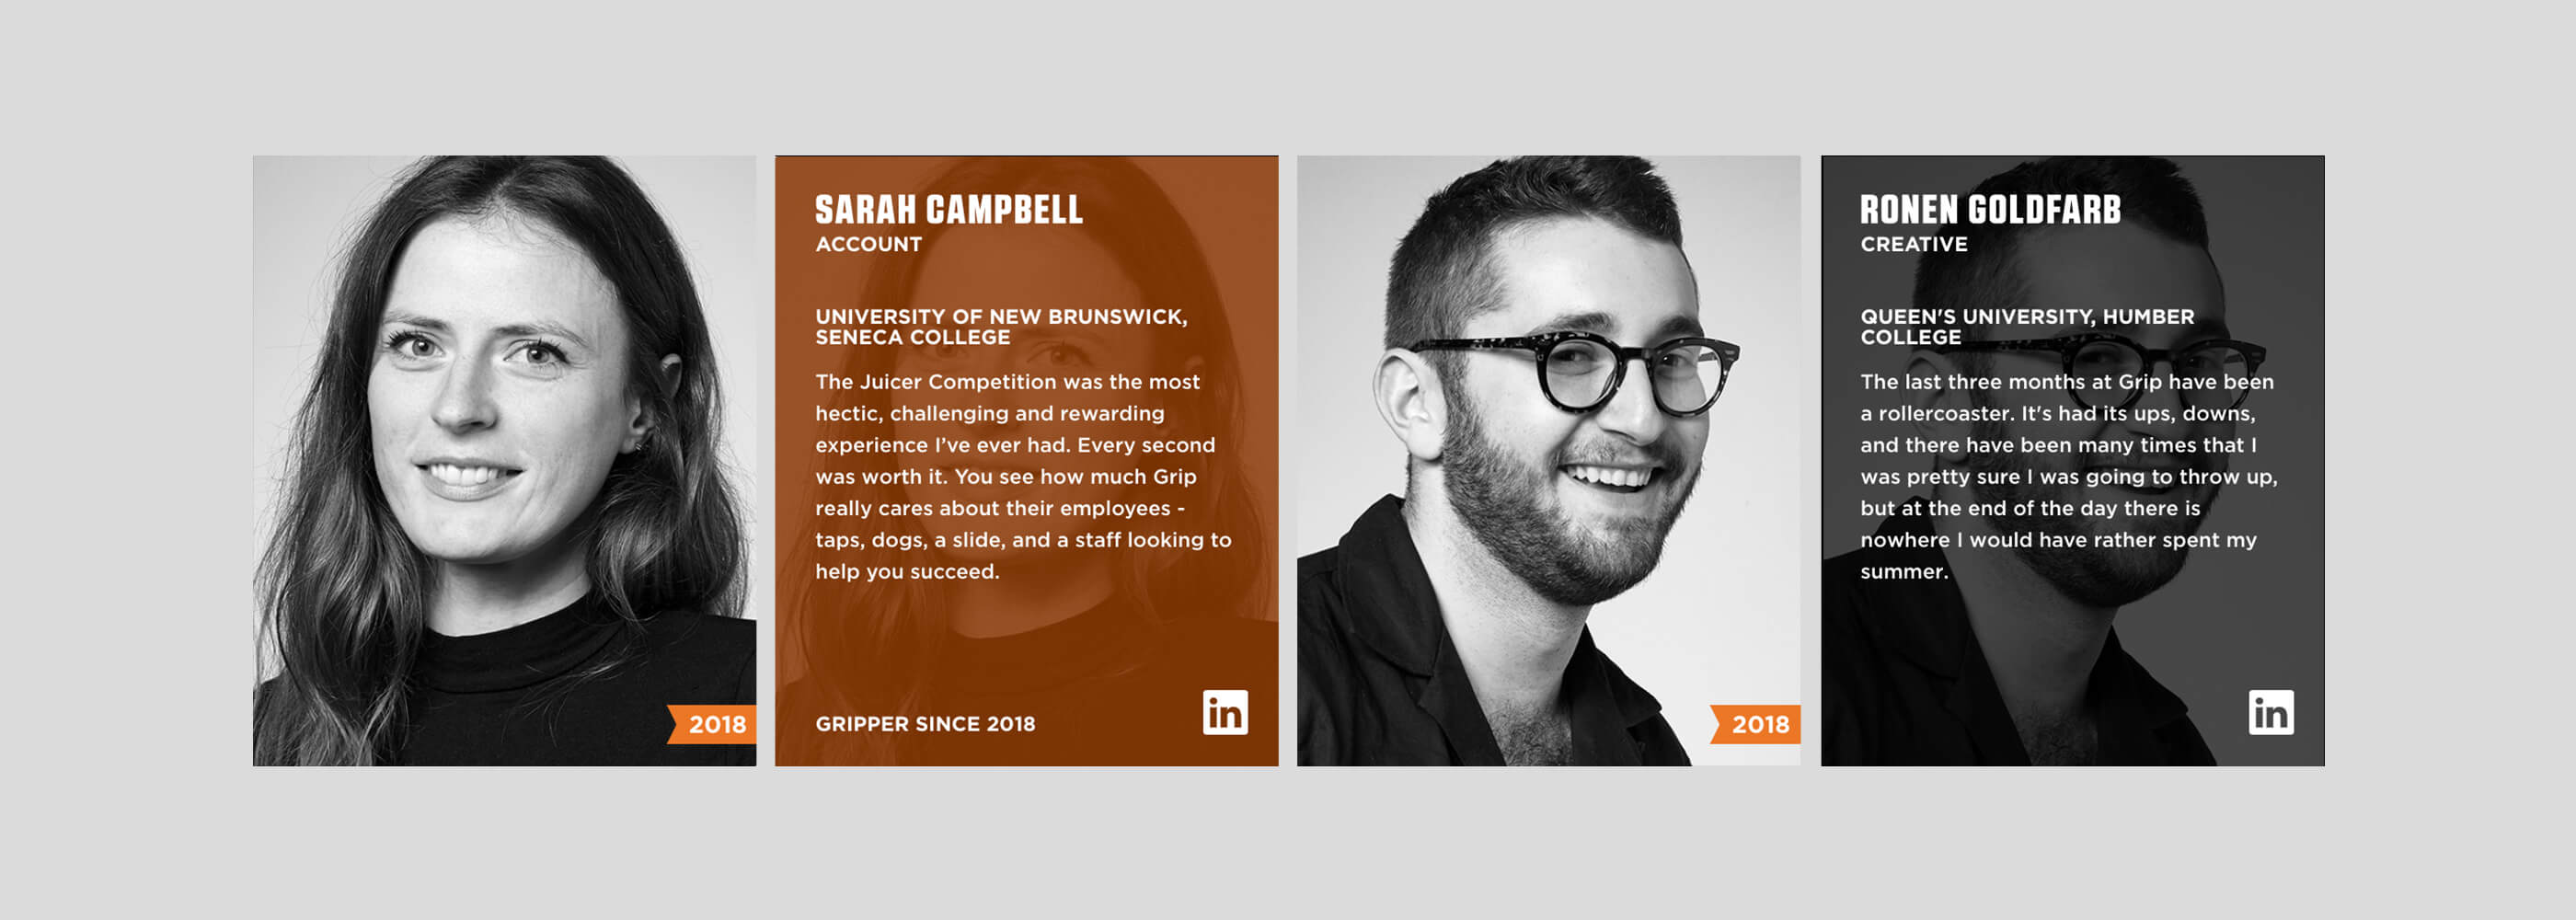 2018
SARAH CAMPBELL
ACCOUNT
UNIVERSITY OF NEW BRUNSWICK,
SENECA COLLEGE
The Juicer Competition was the most
hectic, challenging and rewarding
experience I’ve ever had. Every second
was worth it. You see how much Grip
really cares about their employees -
taps, dogs, a slide, and a staff looking to
help you succeed.
GRIPPER SINCE 2018
in
2018
RONEN GOLDFARB
CREATIVE
QUEEN'S UNIVERSITY, HUMBER
COLLEGE
The last three months at Grip have been
a rollercoaster. It's had its ups, downs,
and there have been many times that I
was pretty sure I was going to throw up,
but at the end of the day there is
nowhere I would have rather spent my
summer.
in